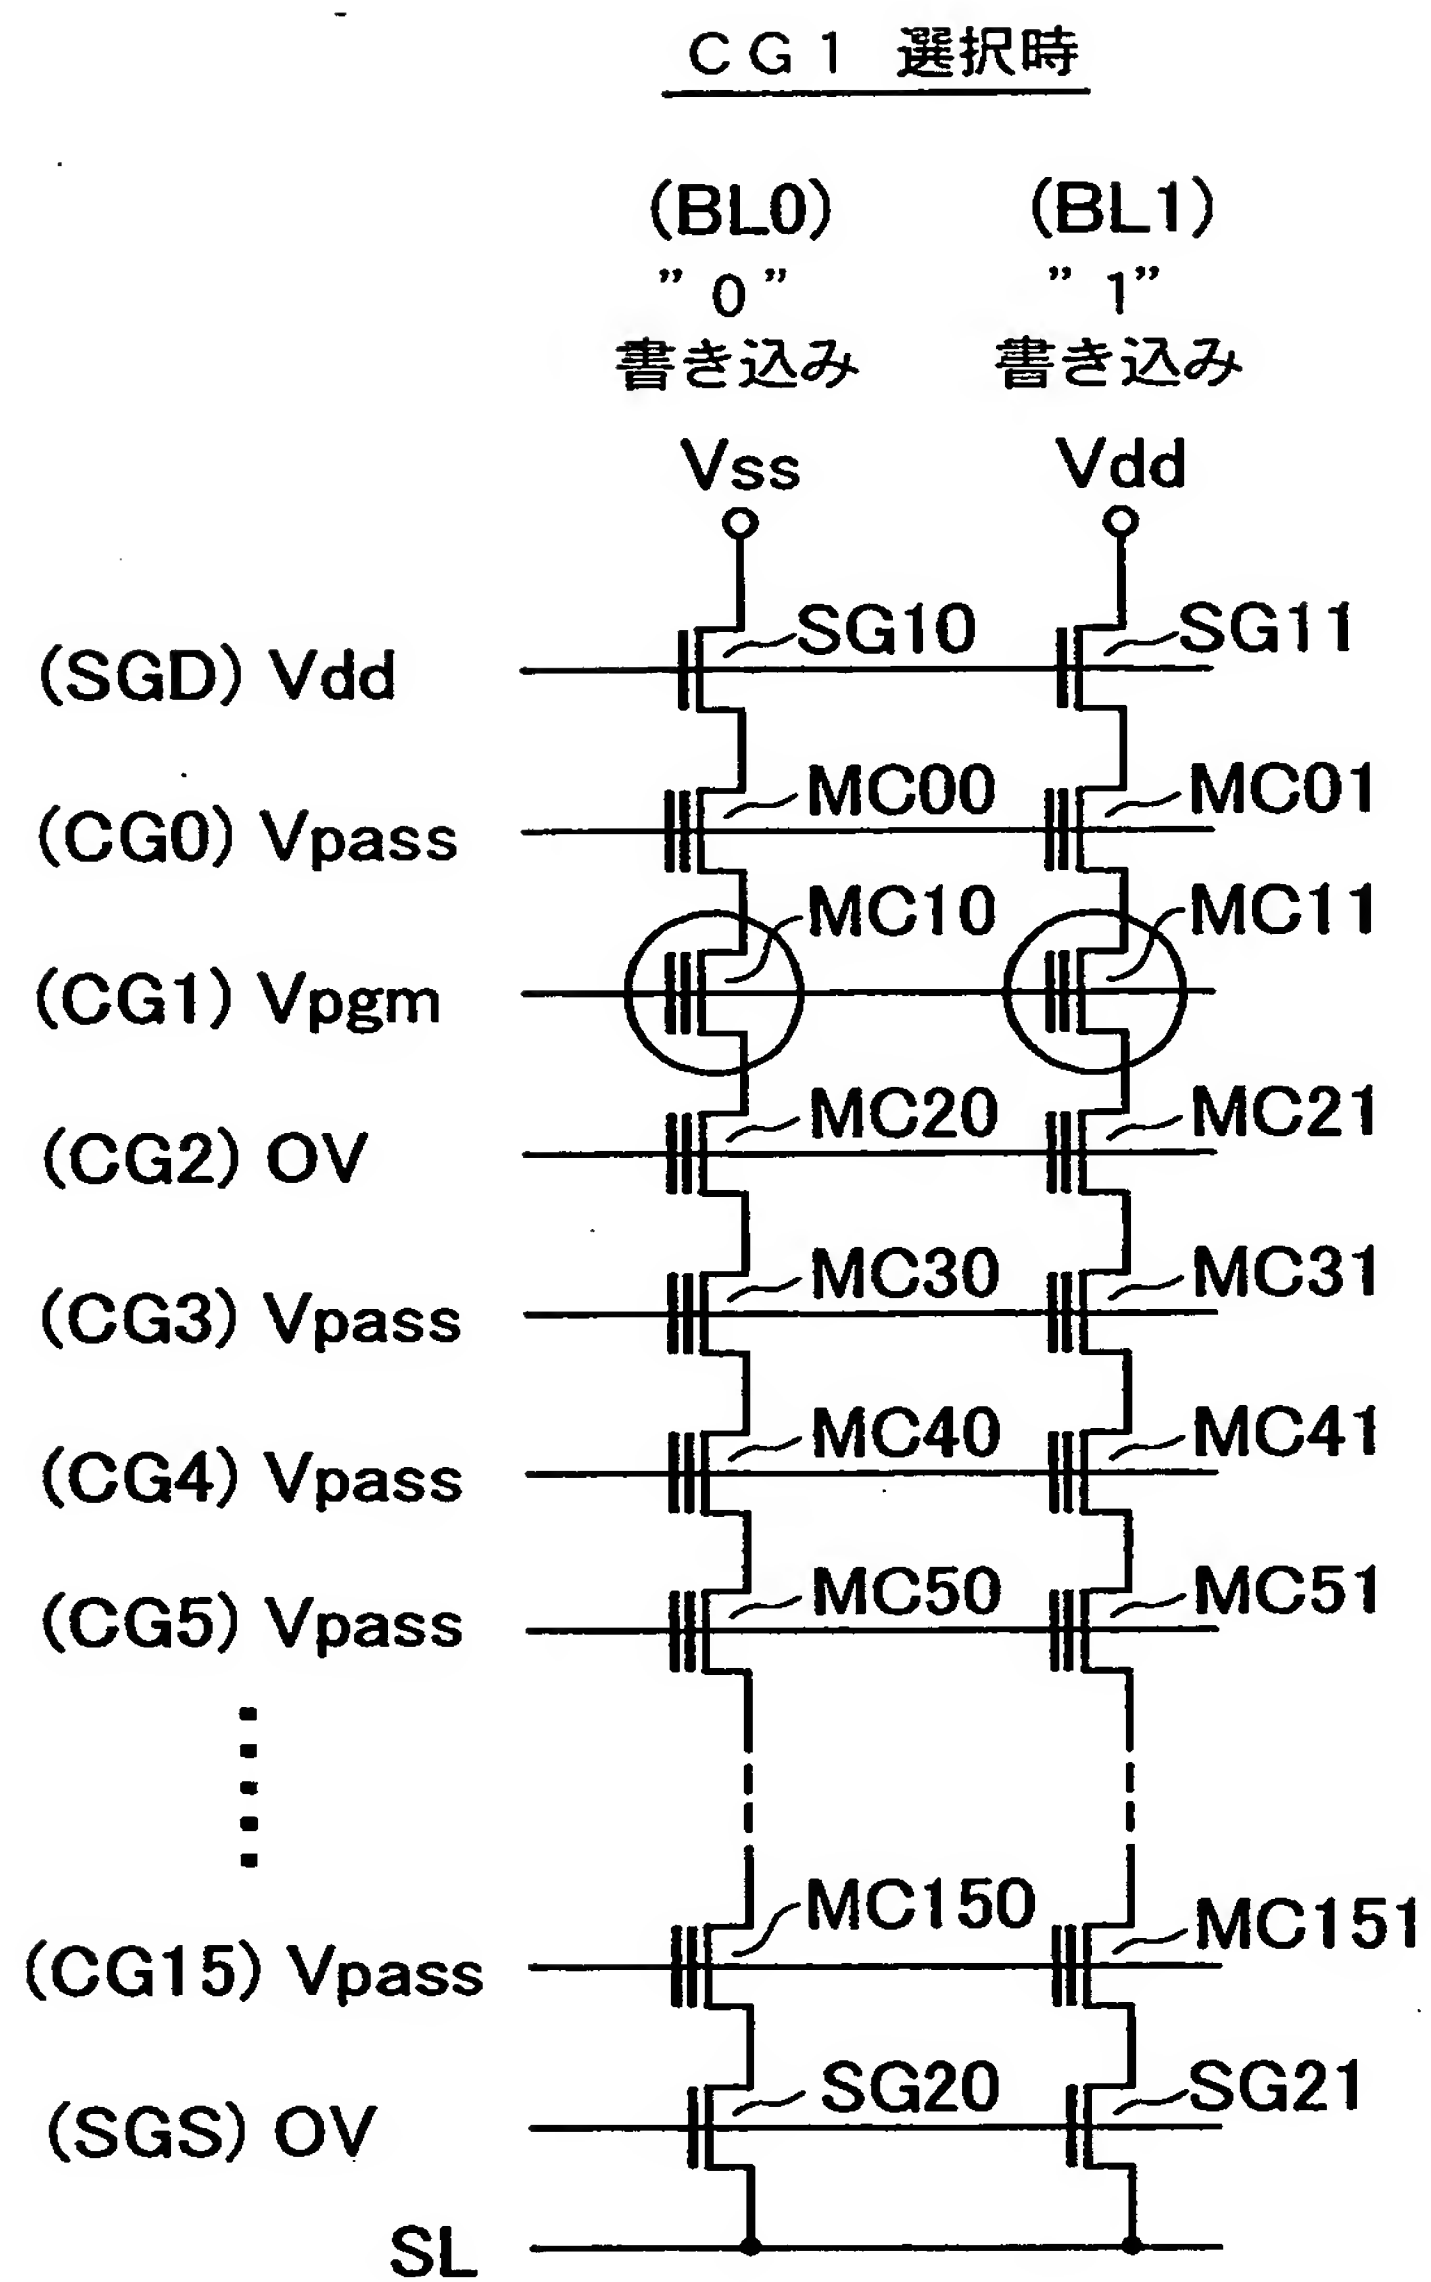 CG1 選択時
(BL0) (BL1)
"0" "1"
書き込み 書き込み
Vss Vdd
(SGD) Vdd SG10 SG11
(CG0) Vpass MC00 MC01
(CG1) Vpgm MC10 MC11
(CG2) 0V MC20 MC21
(CG3) Vpass MC30 MC31
(CG4) Vpass MC40 MC41
(CG5) Vpass MC50 MC51
(CG15) Vpass MC150 MC151
(SGS) 0V SG20 SG21
SL